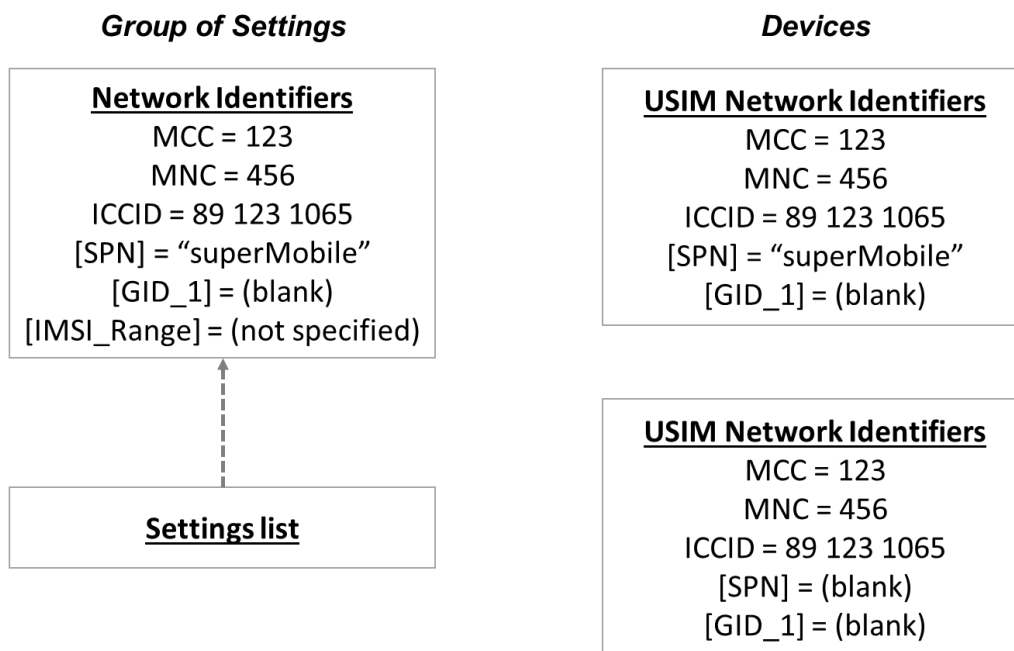 Group of Settings
Network Identifiers
MCC = 123
MNC = 456
ICCID = 89 123 1065
[SPN] = “superMobile”
[GID_1] = (blank)
[IMSI_Range] = (not specified)
Settings list
Devices
USIM Network Identifiers
MCC = 123
MNC = 456
ICCID = 89 123 1065
[SPN] = “superMobile”
[GID_1] = (blank)
USIM Network Identifiers
MCC = 123
MNC = 456
ICCID = 89 123 1065
[SPN] = (blank)
[GID_1] = (blank)